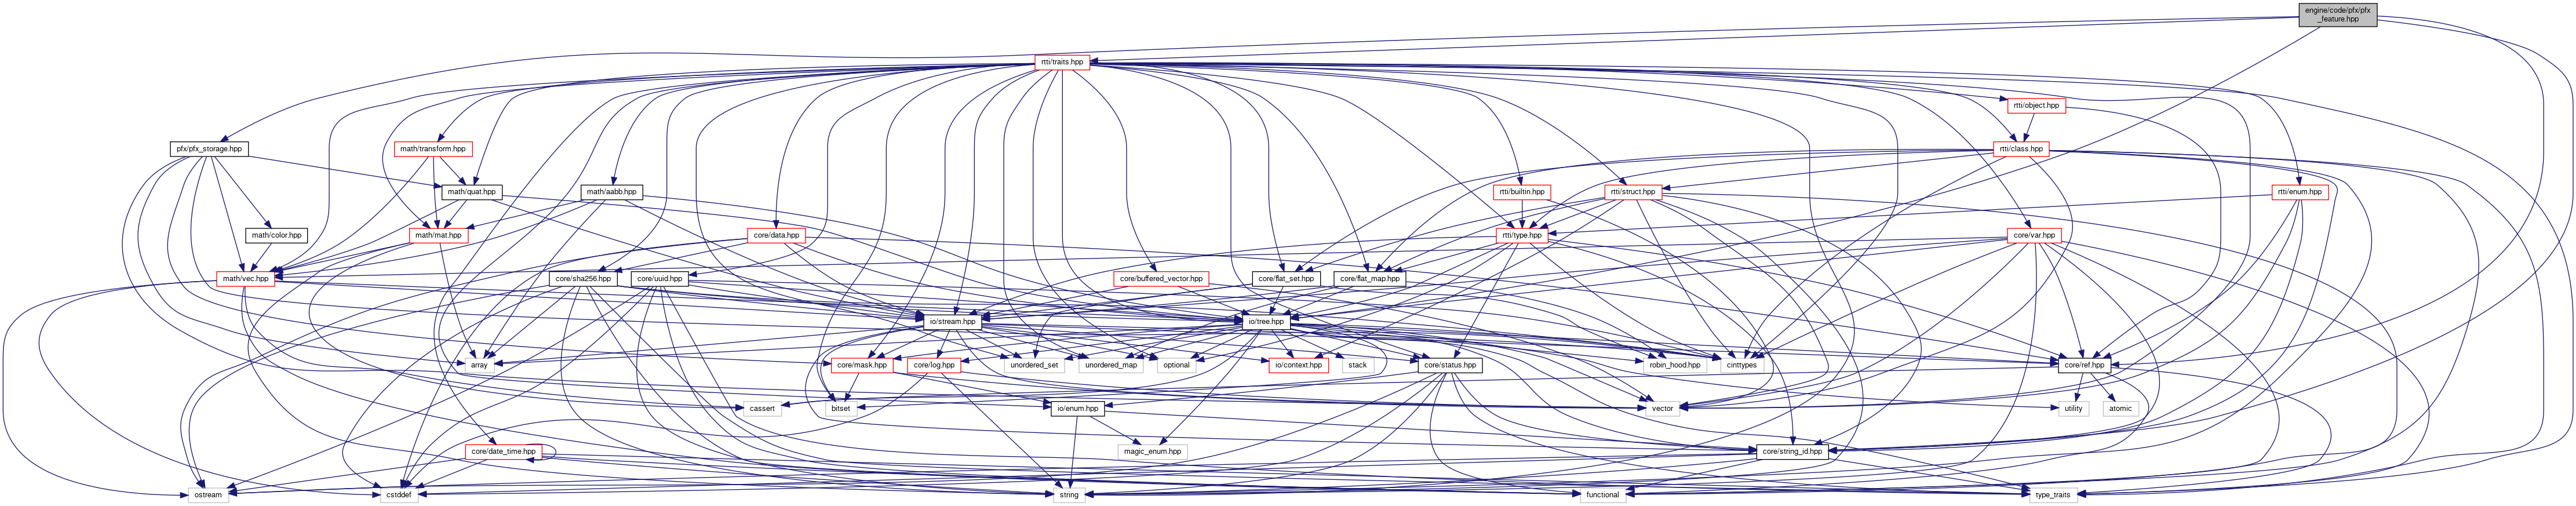 engine/code/pfx/pfx
_feature.hpp
rtti/traits.hpp
rtti/object.hpp
pfx/pfx_storage.hpp
math/transform.hpp
rtti/class.hpp
math/quat.hpp
math/aabb.hpp
rtti/builtin.hpp
rtti/struct.hpp
rtti/enum.hpp
math/color.hpp
math/mat.hpp
core/data.hpp
rtti/type.hpp
core/var.hpp
math/vec.hpp
core/sha256.hpp
core/uuid.hpp
core/buffered_vector.hpp
core/flat_set.hpp
core/flat_map.hpp
io/stream.hpp
io/tree.hpp
array
core/mask.hpp
core/log.hpp
unordered_set
unordered_map
optional
io/context.hpp
stack
core/status.hpp
robin_hood.hpp
cinttypes
core/ref.hpp
cassert
bitset
vector
io/enum.hpp
utility
atomic
core/date_time.hpp
magic_enum.hpp
core/string_id.hpp
ostream
cstddef
string
functional
type_traits